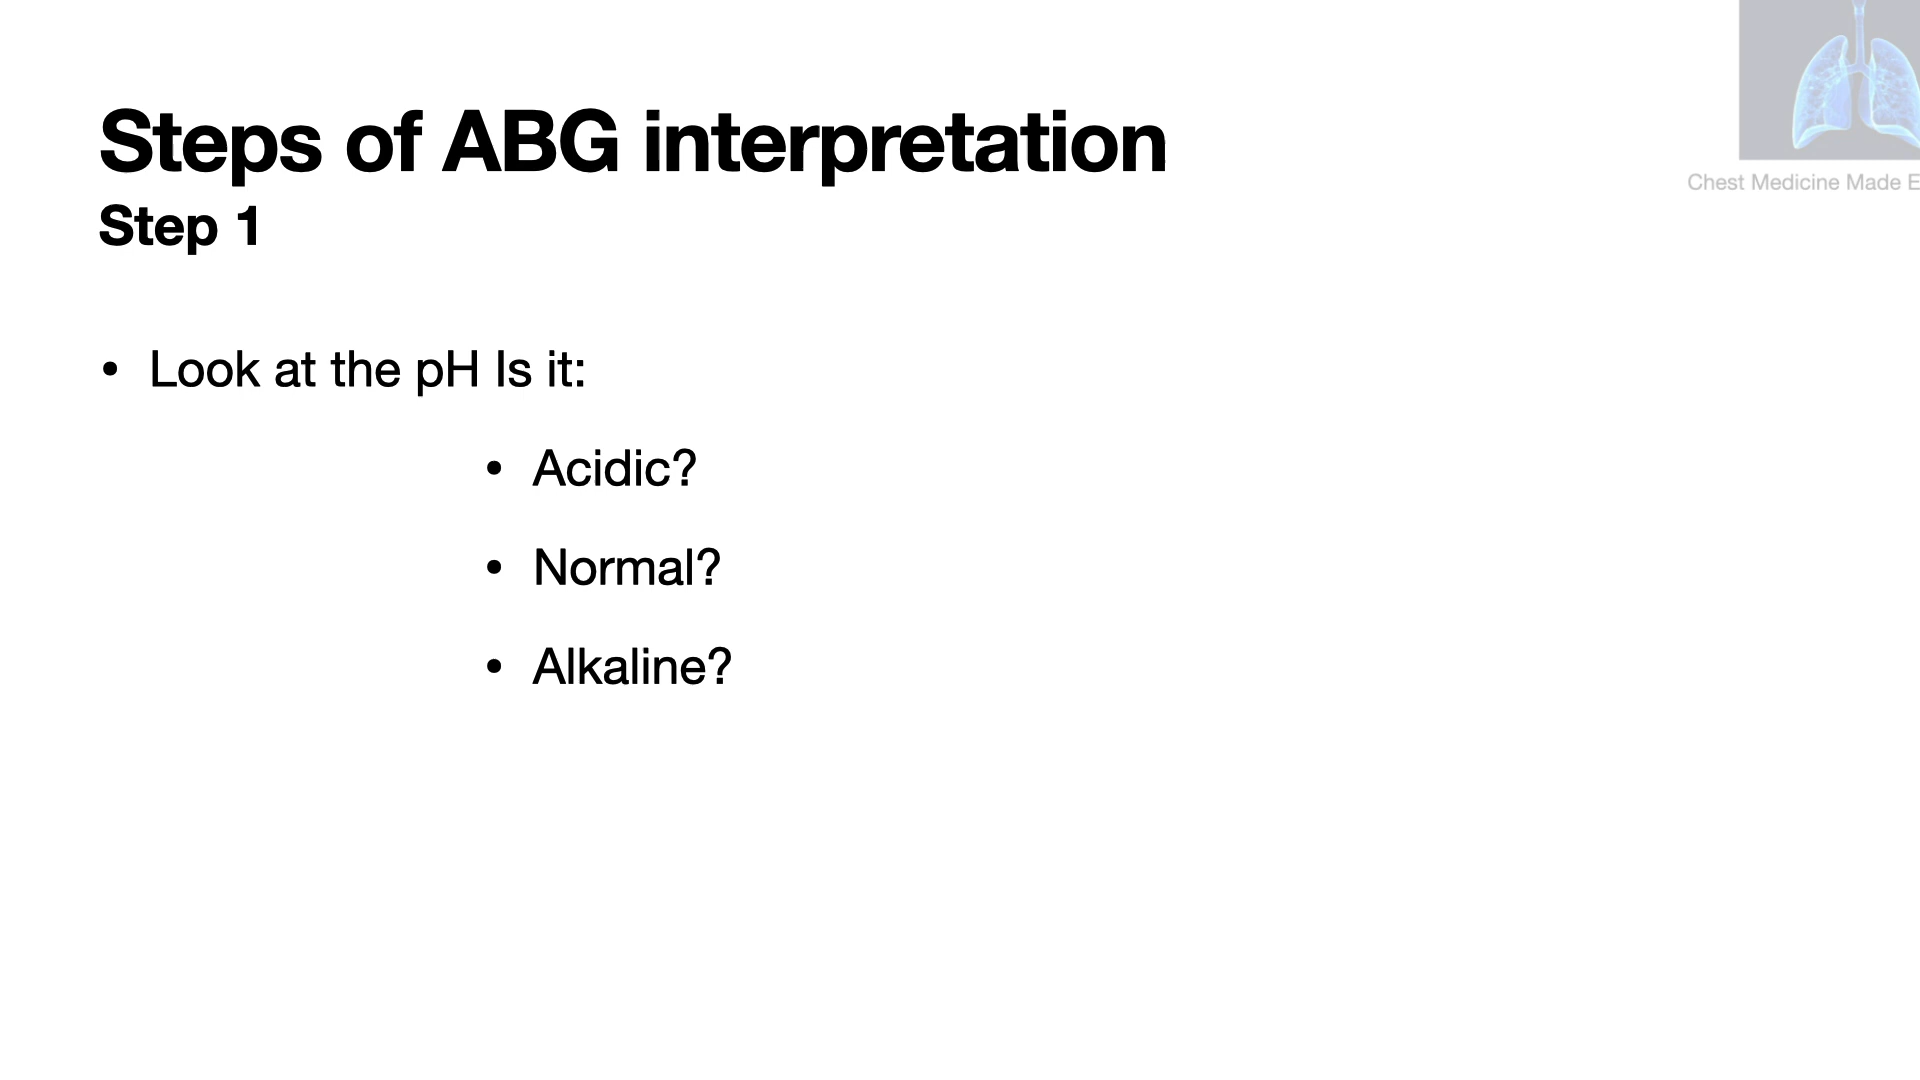 Steps of ABG interpretation
Step 1
Chest Medicine Made E
• Look at the pH Is it:
• Acidic?
• Normal?
• Alkaline?